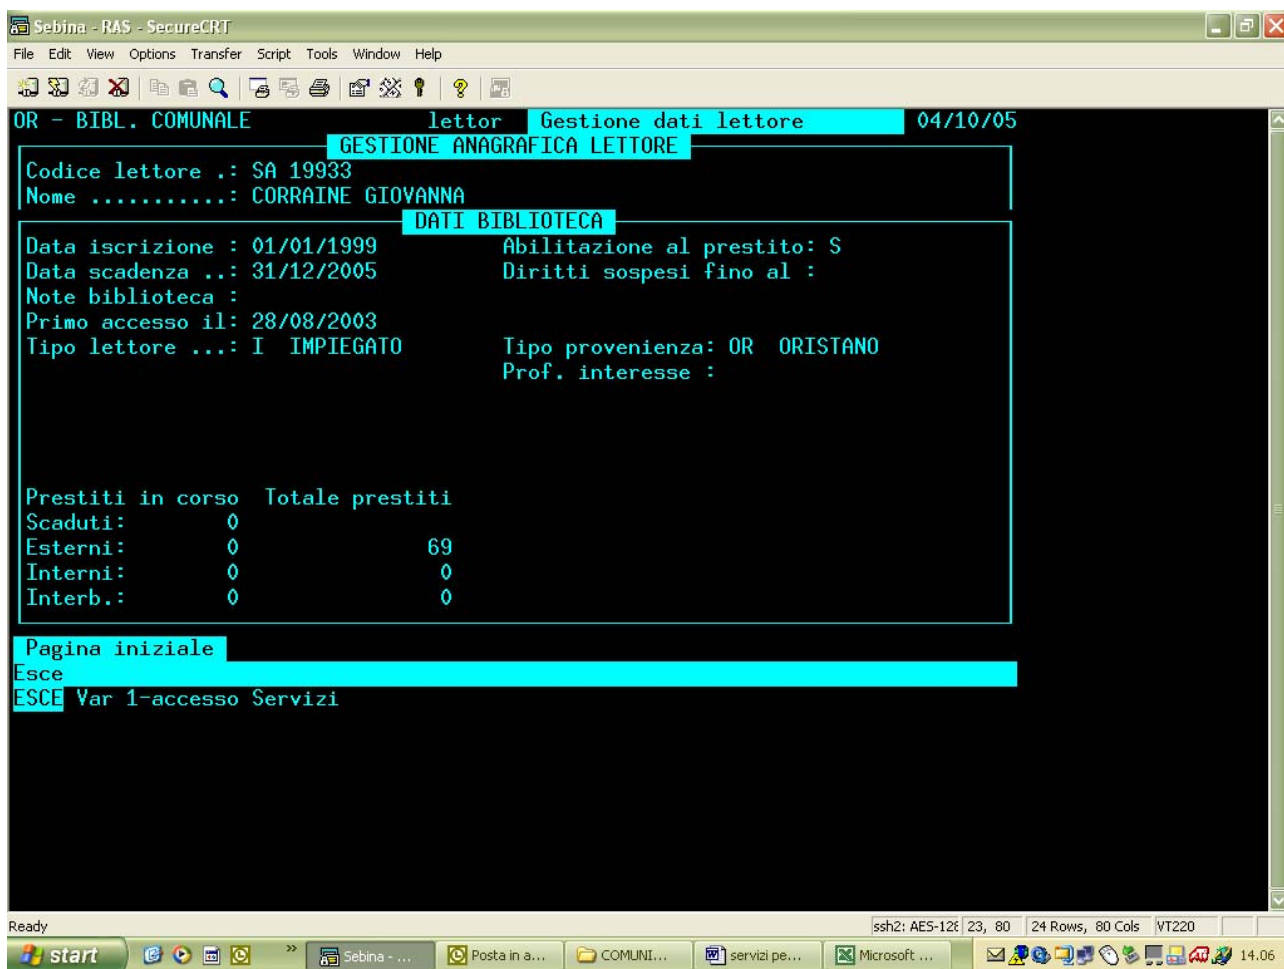 Sebina - RAS - SecureCRT
File Edit View Options Transfer Script Tools Window Help
OR - BIBL. COMUNALE lettor Gestione dati lettore 04/10/05
GESTIONE ANAGRAFICA LETTORE
Codice lettore .: SA 19933
Nome ...........: CORRAINE GIOVANNA
DATI BIBLIOTECA
Data iscrizione : 01/01/1999 Abilitazione al prestito: S
Data scadenza ..: 31/12/2005 Diritti sospesi fino al :
Note biblioteca :
Primo accesso il: 28/08/2003
Tipo lettore ...: I IMPIEGATO Tipo provenienza: OR ORISTANO
Prof. interesse :
Prestiti in corso Totale prestiti
Scaduti: 0
Esterni: 0 69
Interni: 0 0
Interb.: 0 0
Pagina iniziale
Esce
ESCE Var 1-accesso Servizi
Ready ssh2: AES-128 23, 80 24 Rows, 80 Cols VT220
start » Sebina - ... Posta in a... COMUNI... servizi pe... Microsoft ... 14.06